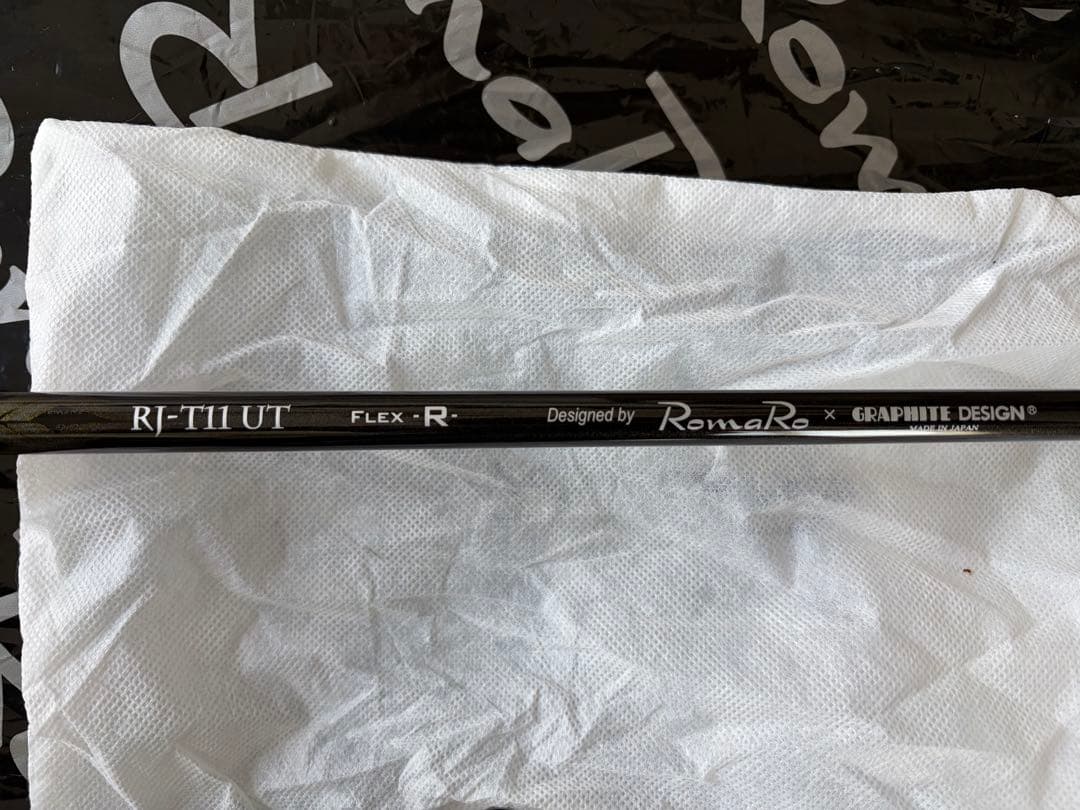 RJ-T11 UT FLEX -R- Designed by RomaRo × GRAPHITE DESIGN®
MADE IN JAPAN